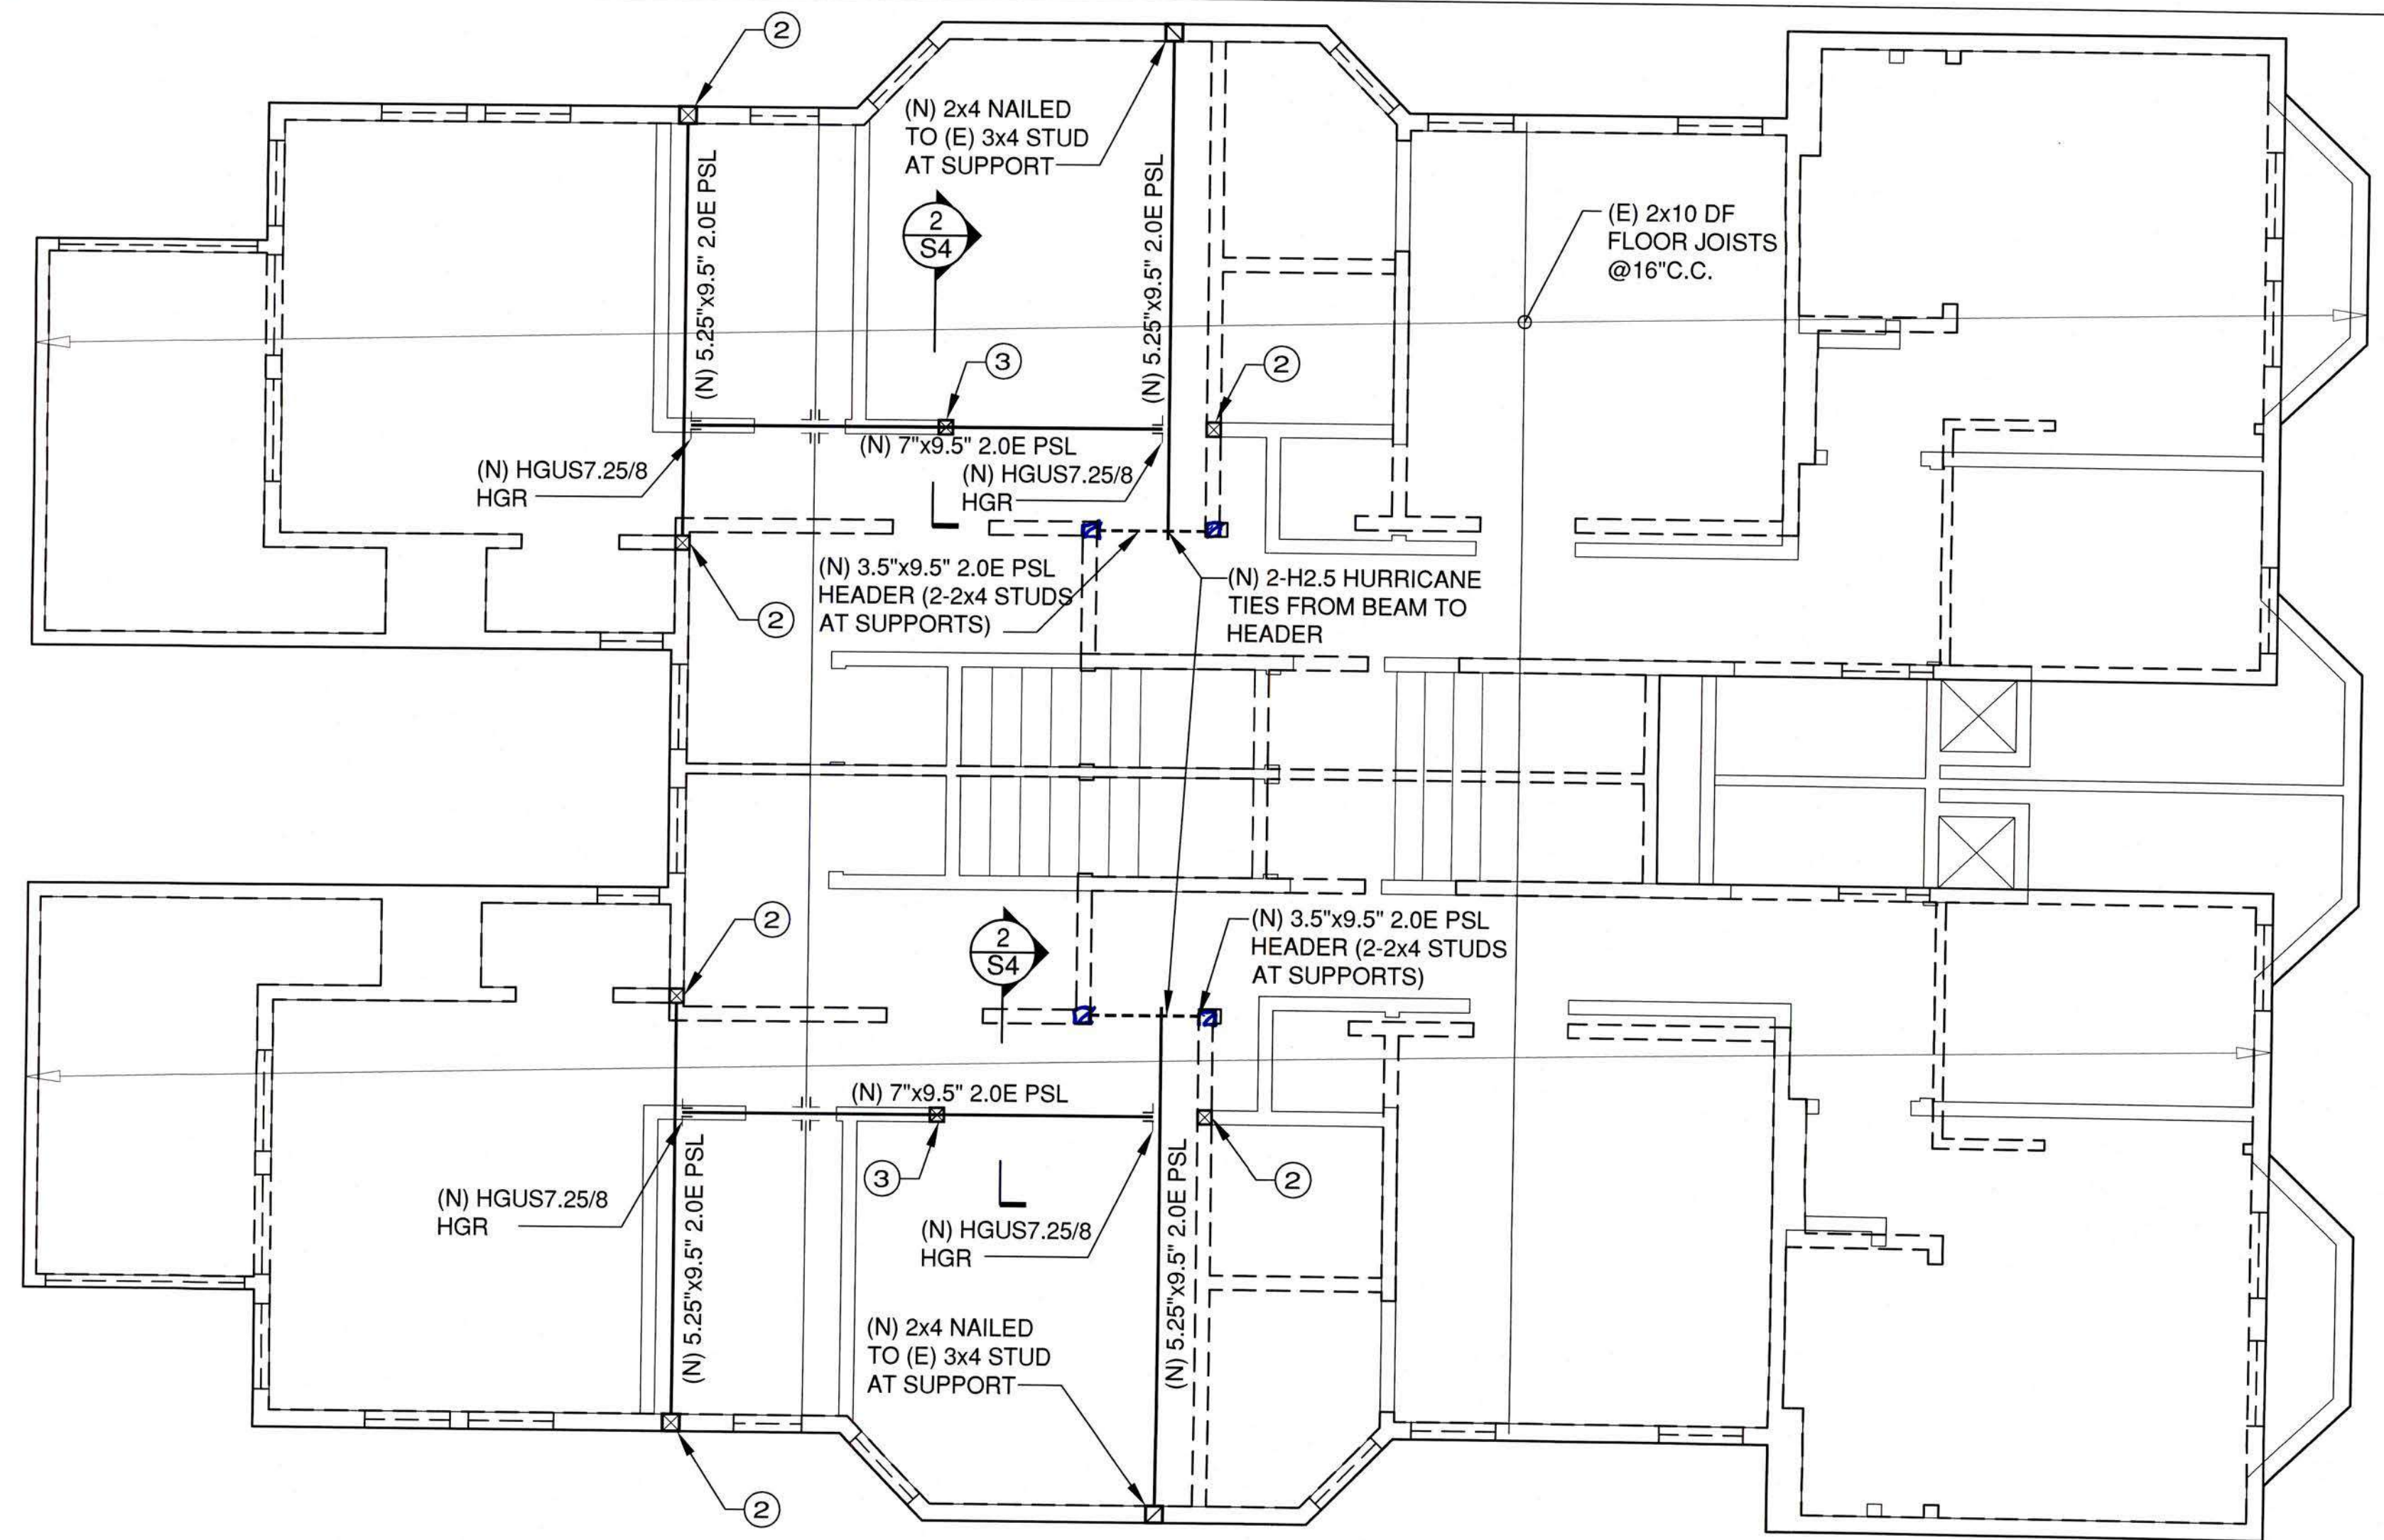 2
(N) 2x4 NAILED
TO (E) 3x4 STUD
AT SUPPORT
(N) 5.25"x9.5" 2.0E PSL
2
S4
(N) 5.25"x9.5" 2.0E PSL
(E) 2x10 DF
FLOOR JOISTS
@16"C.C.
3
2
(N) 7"x9.5" 2.0E PSL
(N) HGUS7.25/8
HGR
(N) HGUS7.25/8
HGR
(N) 3.5"x9.5" 2.0E PSL
HEADER (2-2x4 STUDS
AT SUPPORTS)
2
(N) 2-H2.5 HURRICANE
TIES FROM BEAM TO
HEADER
2
2
S4
(N) 3.5"x9.5" 2.0E PSL
HEADER (2-2x4 STUDS
AT SUPPORTS)
(N) 7"x9.5" 2.0E PSL
3
2
(N) HGUS7.25/8
HGR
(N) 5.25"x9.5" 2.0E PSL
(N) HGUS7.25/8
HGR
(N) 5.25"x9.5" 2.0E PSL
(N) 2x4 NAILED
TO (E) 3x4 STUD
AT SUPPORT
2